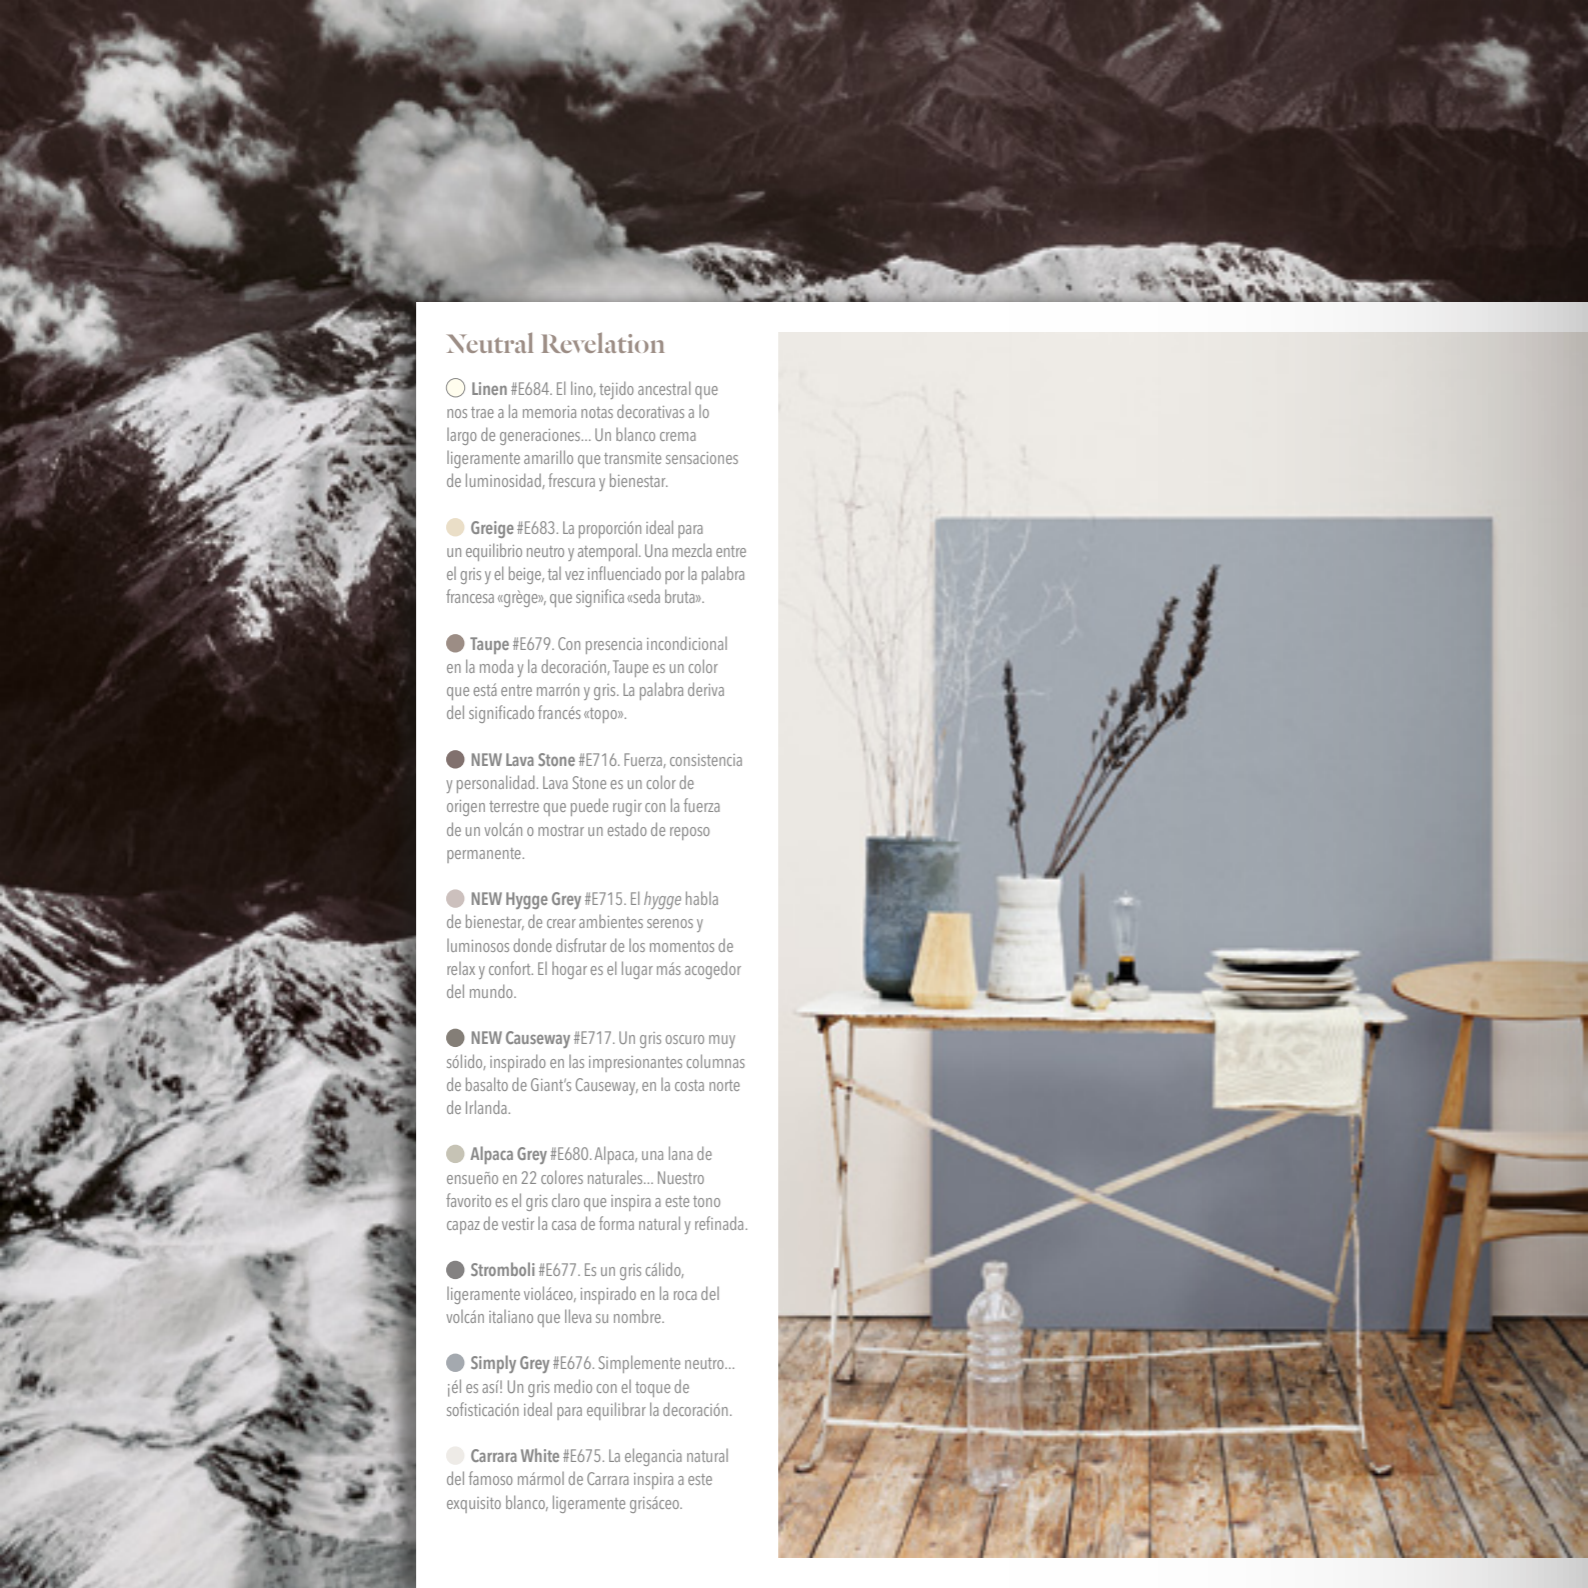 Neutral Revelation
Linen #E684. El lino, tejido ancestral que
nos trae a la memoria notas decorativas a lo
largo de generaciones... Un blanco crema
ligeramente amarillo que transmite sensaciones
de luminosidad, frescura y bienestar.
Greige #E683. La proporción ideal para
un equilibrio neutro y atemporal. Una mezcla entre
el gris y el beige, tal vez influenciado por la palabra
francesa «grège», que significa «seda bruta».
Taupe #E679. Con presencia incondicional
en la moda y la decoración, Taupe es un color
que está entre marrón y gris. La palabra deriva
del significado francés «topo».
NEW Lava Stone #E716. Fuerza, consistencia
y personalidad. Lava Stone es un color de
origen terrestre que puede rugir con la fuerza
de un volcán o mostrar un estado de reposo
permanente.
NEW Hygge Grey #E715. El hygge habla
de bienestar, de crear ambientes serenos y
luminosos donde disfrutar de los momentos de
relax y confort. El hogar es el lugar más acogedor
del mundo.
NEW Causeway #E717. Un gris oscuro muy
sólido, inspirado en las impresionantes columnas
de basalto de Giant's Causeway, en la costa norte
de Irlanda.
Alpaca Grey #E680. Alpaca, una lana de
ensueño en 22 colores naturales... Nuestro
favorito es el gris claro que inspira a este tono
capaz de vestir la casa de forma natural y refinada.
Stromboli #E677. Es un gris cálido,
ligeramente violáceo, inspirado en la roca del
volcán italiano que lleva su nombre.
Simply Grey #E676. Simplemente neutro...
¡él es así! Un gris medio con el toque de
sofisticación ideal para equilibrar la decoración.
Carrara White #E675. La elegancia natural
del famoso mármol de Carrara inspira a este
exquisito blanco, ligeramente grisáceo.